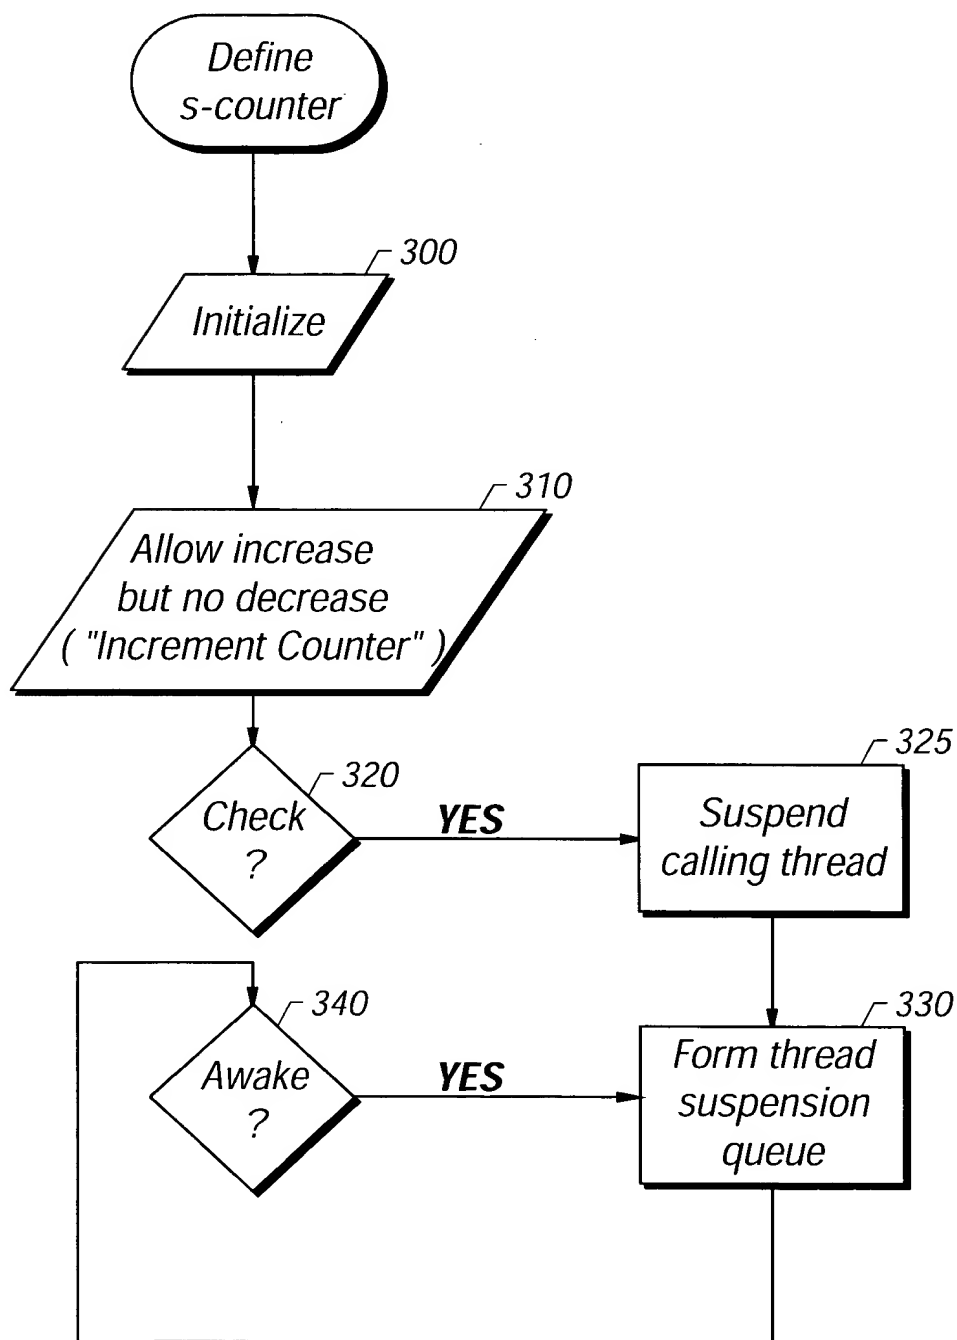 Define
s-counter
300
Initialize
310
Allow increase
but no decrease
( "Increment Counter" )
320
Check
?
YES
325
Suspend
calling thread
340
Awake
?
YES
330
Form thread
suspension
queue